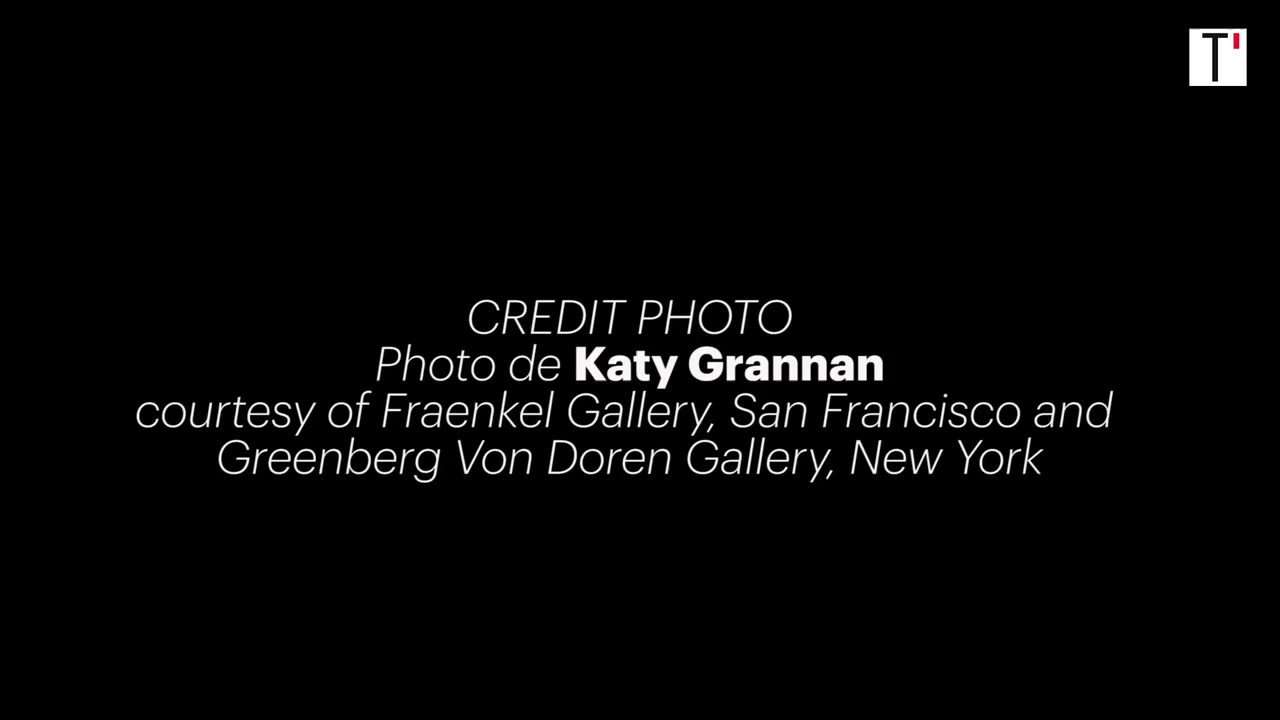 T'
CREDIT PHOTO
Photo de Katy Grannan
courtesy of Fraenkel Gallery, San Francisco and
Greenberg Von Doren Gallery, New York